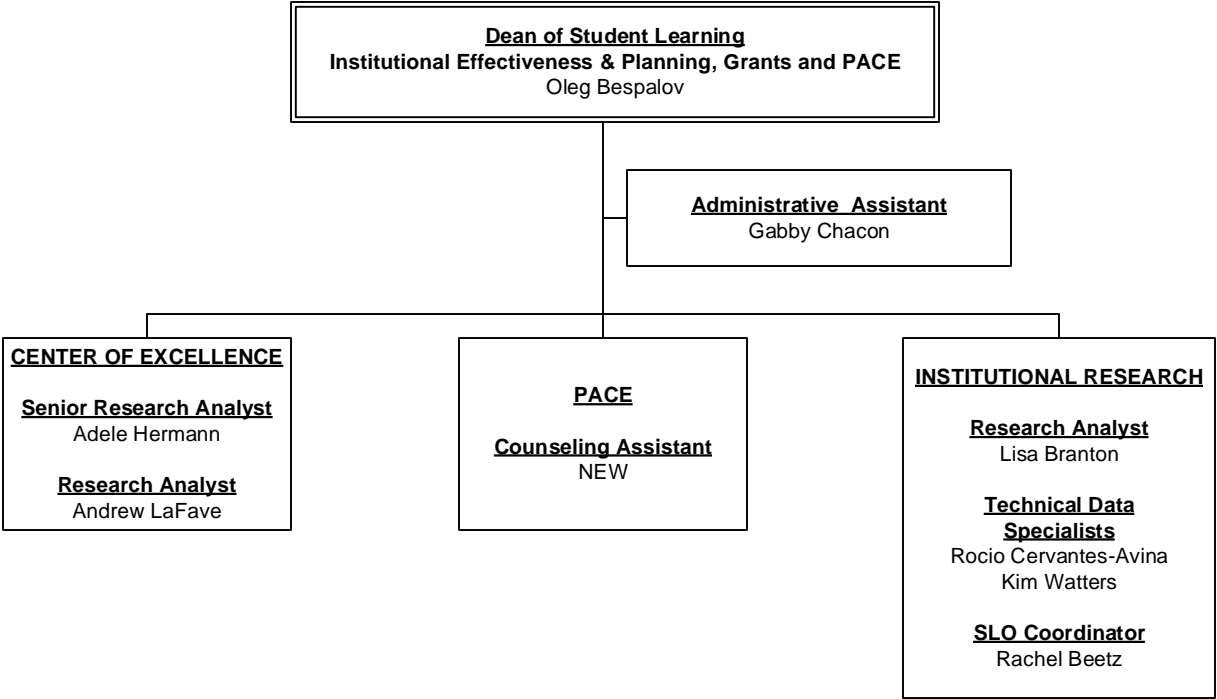 Dean of Student Learning
Institutional Effectiveness & Planning, Grants and PACE
Oleg Bespalov
Administrative Assistant
Gabby Chacon
CENTER OF EXCELLENCE
Senior Research Analyst
Adele Hermann
Research Analyst
Andrew LaFave
PACE
Counseling Assistant
NEW
INSTITUTIONAL RESEARCH
Research Analyst
Lisa Branton
Technical Data
Specialists
Rocio Cervantes-Avina
Kim Watters
SLO Coordinator
Rachel Beetz